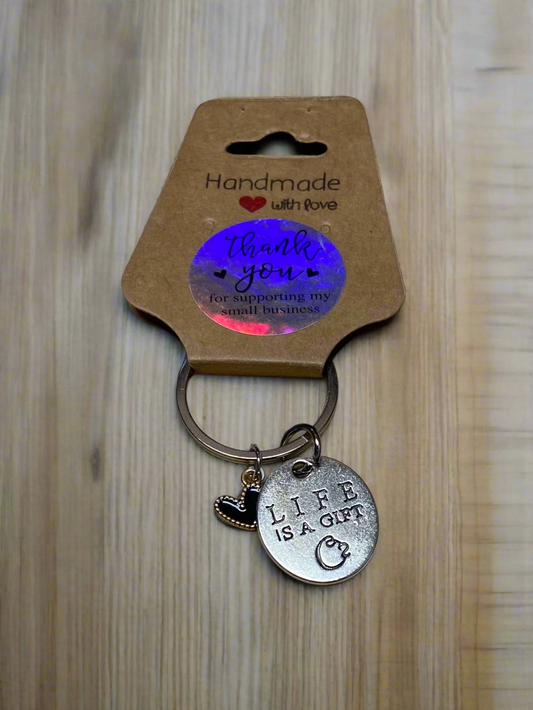 Handmade
with love
thank
you
for supporting my
small business
LIFE
IS A GIFT